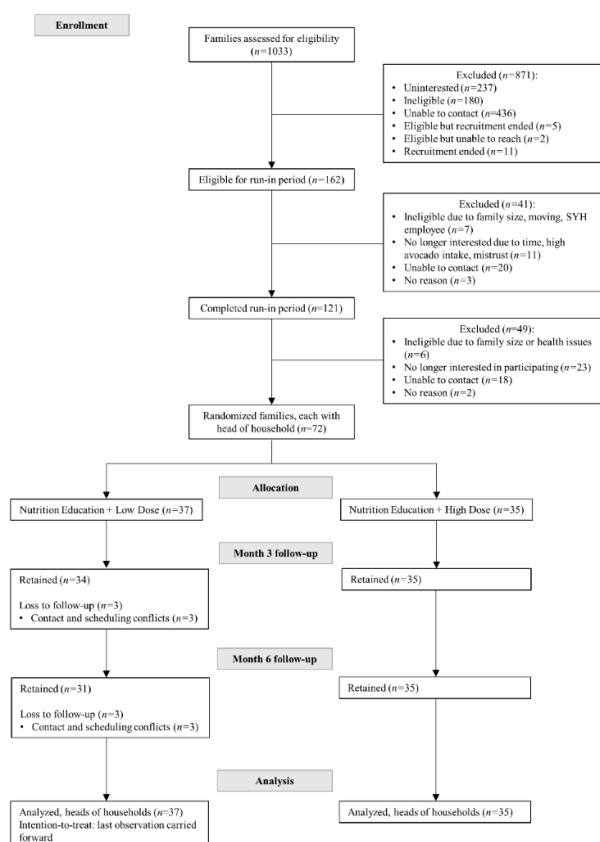 Enrollment
Families assessed for eligibility
(n=1033)
Excluded (n=871):
• Uninterested (n=237)
• Ineligible (n=180)
• Unable to contact (n=436)
• Eligible but recruitment ended (n=5)
• Eligible but unable to reach (n=2)
• Recruitment ended (n=11)
Eligible for run-in period (n=162)
Excluded (n=41):
• Ineligible due to family size, moving, SYH
employee (n=7)
• No longer interested due to time, high
avocado intake, mistrust (n=11)
• Unable to contact (n=20)
• No reason (n=3)
Completed run-in period (n=121)
Excluded (n=49):
• Ineligible due to family size or health issues
(n=6)
• No longer interested in participating (n=23)
• Unable to contact (n=18)
• No reason (n=2)
Randomized families, each with
head of household (n=72)
Allocation
Nutrition Education + Low Dose (n=37)
Nutrition Education + High Dose (n=35)
Month 3 follow-up
Retained (n=34)
Loss to follow-up (n=3)
• Contact and scheduling conflicts (n=3)
Retained (n=35)
Month 6 follow-up
Retained (n=31)
Loss to follow-up (n=3)
• Contact and scheduling conflicts (n=3)
Retained (n=35)
Analysis
Analyzed, heads of households (n=37)
Intention-to-treat: last observation carried
forward
Analyzed, heads of households (n=35)